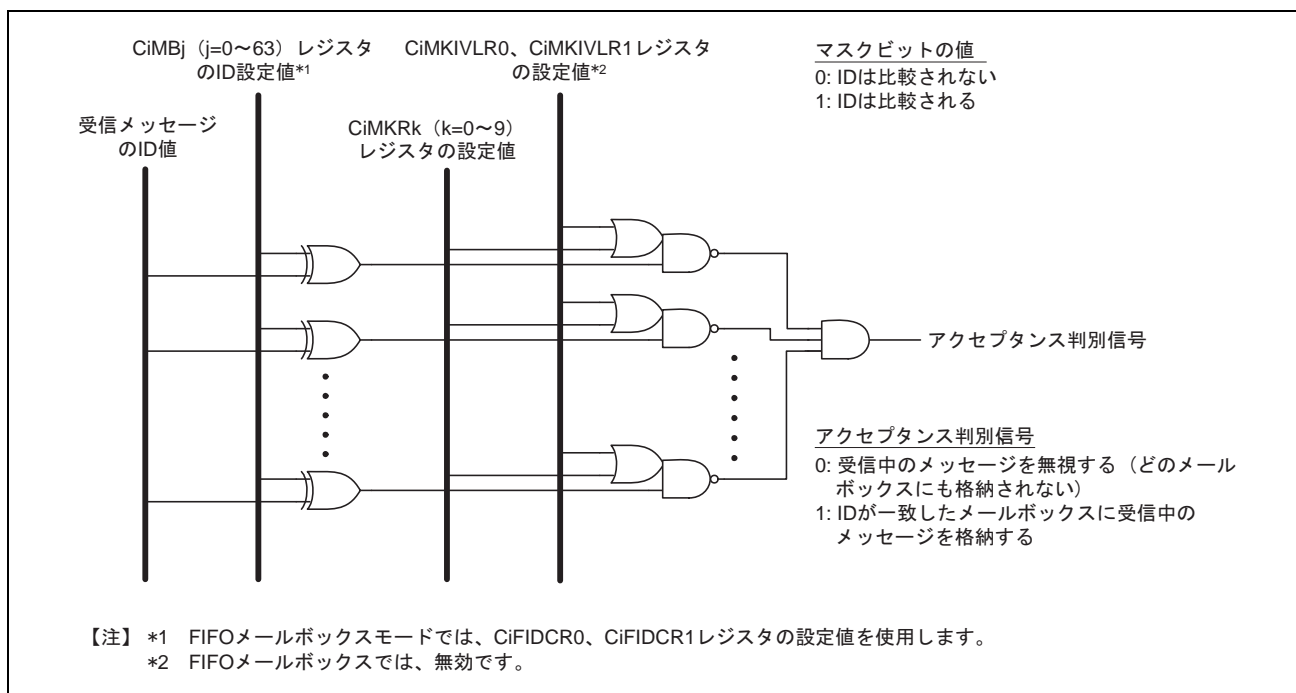 CiMBj（j=0～63）レジスタ
のID設定値*1
CiMKIVLR0、CiMKIVLR1レジスタ
の設定値*2
マスクビットの値
0: IDは比較されない
1: IDは比較される
受信メッセージ
のID値
CiMKRk（k=0～9）
レジスタの設定値
アクセプタンス判別信号
アクセプタンス判別信号
0: 受信中のメッセージを無視する（どのメール
ボックスにも格納されない）
1: IDが一致したメールボックスに受信中の
メッセージを格納する
【注】 *1 FIFOメールボックスモードでは、CiFIDCR0、CiFIDCR1レジスタの設定値を使用します。
*2 FIFOメールボックスでは、無効です。